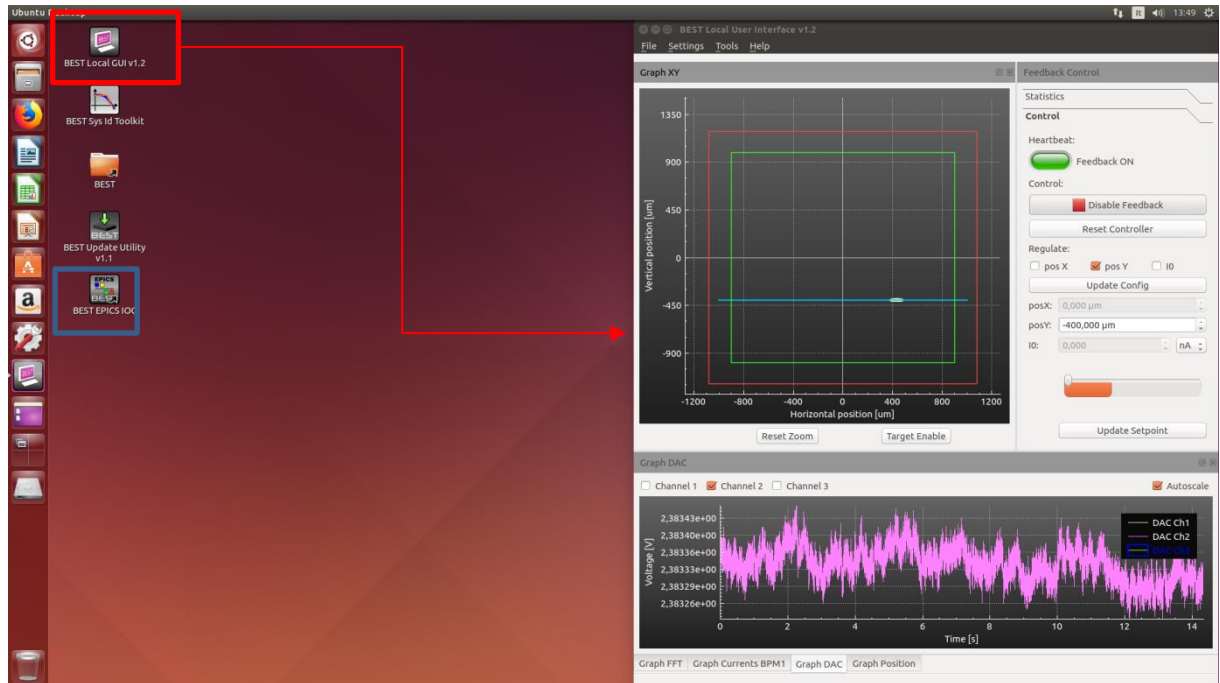 Ubuntu Desktop
13:49
BEST Local GUI v1.2
BEST Sys Id Toolkit
BEST
BEST
BEST Update Utility
v1.1
EPICS
BEST
BEST EPICS IOC
BEST Local User Interface v1.2
File Settings Tools Help
Graph XY
1350
900
450
0
-450
-900
Vertical position [um]
-1200 -800 -400 0 400 800 1200
Horizontal position [um]
Reset Zoom Target Enable
Feedback Control
Statistics
Control
Heartbeat:
Feedback ON
Control:
Disable Feedback
Reset Controller
Regulate:
pos X pos Y I0
Update Config
posX: 0,000 µm
posY: -400,000 µm
I0: 0,000 nA
Update Setpoint
Graph DAC
Channel 1 Channel 2 Channel 3 Autoscale
2,38343e+00
2,38340e+00
2,38336e+00
2,38333e+00
2,38329e+00
2,38326e+00
Voltage [V]
DAC Ch1
DAC Ch2
DAC Ch3
0 2 4 6 8 10 12 14
Time [s]
Graph FFT Graph Currents BPM1 Graph DAC Graph Position